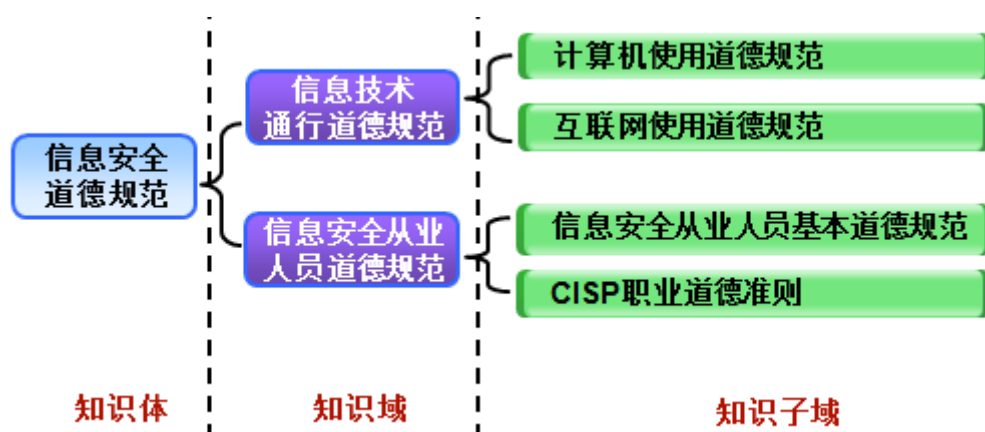 信息安全
道德规范
信息技术
通行道德规范
信息安全从业
人员道德规范
计算机使用道德规范
互联网使用道德规范
信息安全从业人员基本道德规范
CISP职业道德准则
知识体
知识域
知识子域